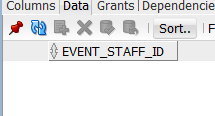 Columns Data Grants Dependencie
Sort.. F
EVENT_STAFF_ID